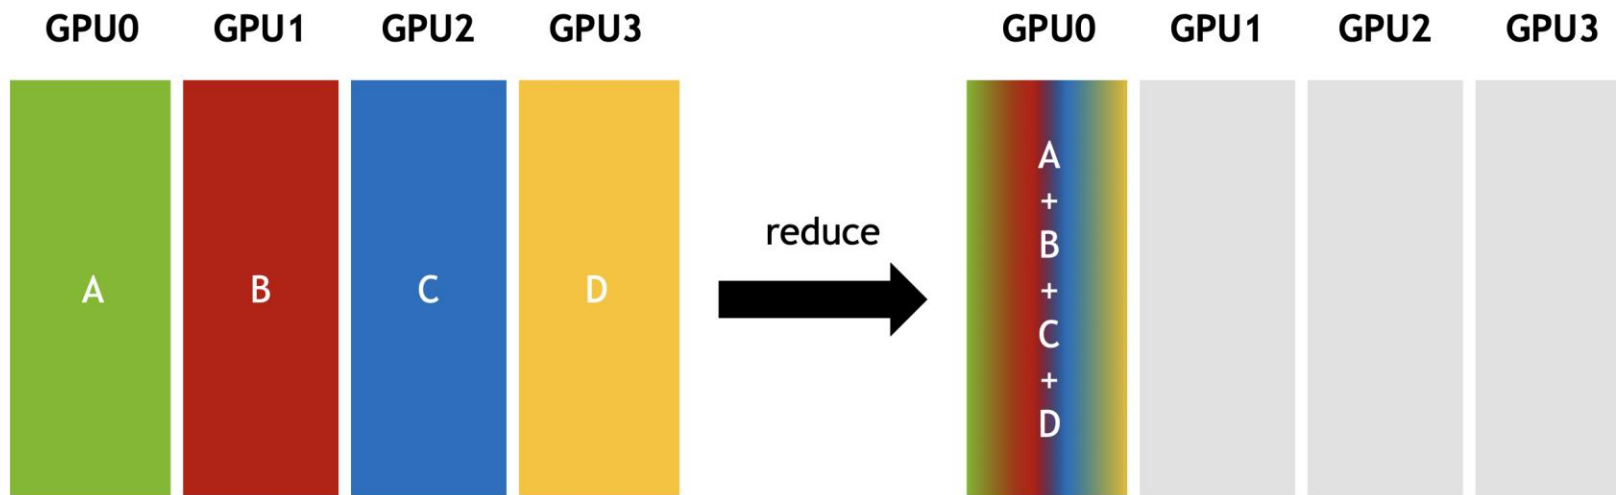 GPU0 GPU1 GPU2 GPU3
A B C D
reduce
GPU0 GPU1 GPU2 GPU3
A
+
B
+
C
+
D